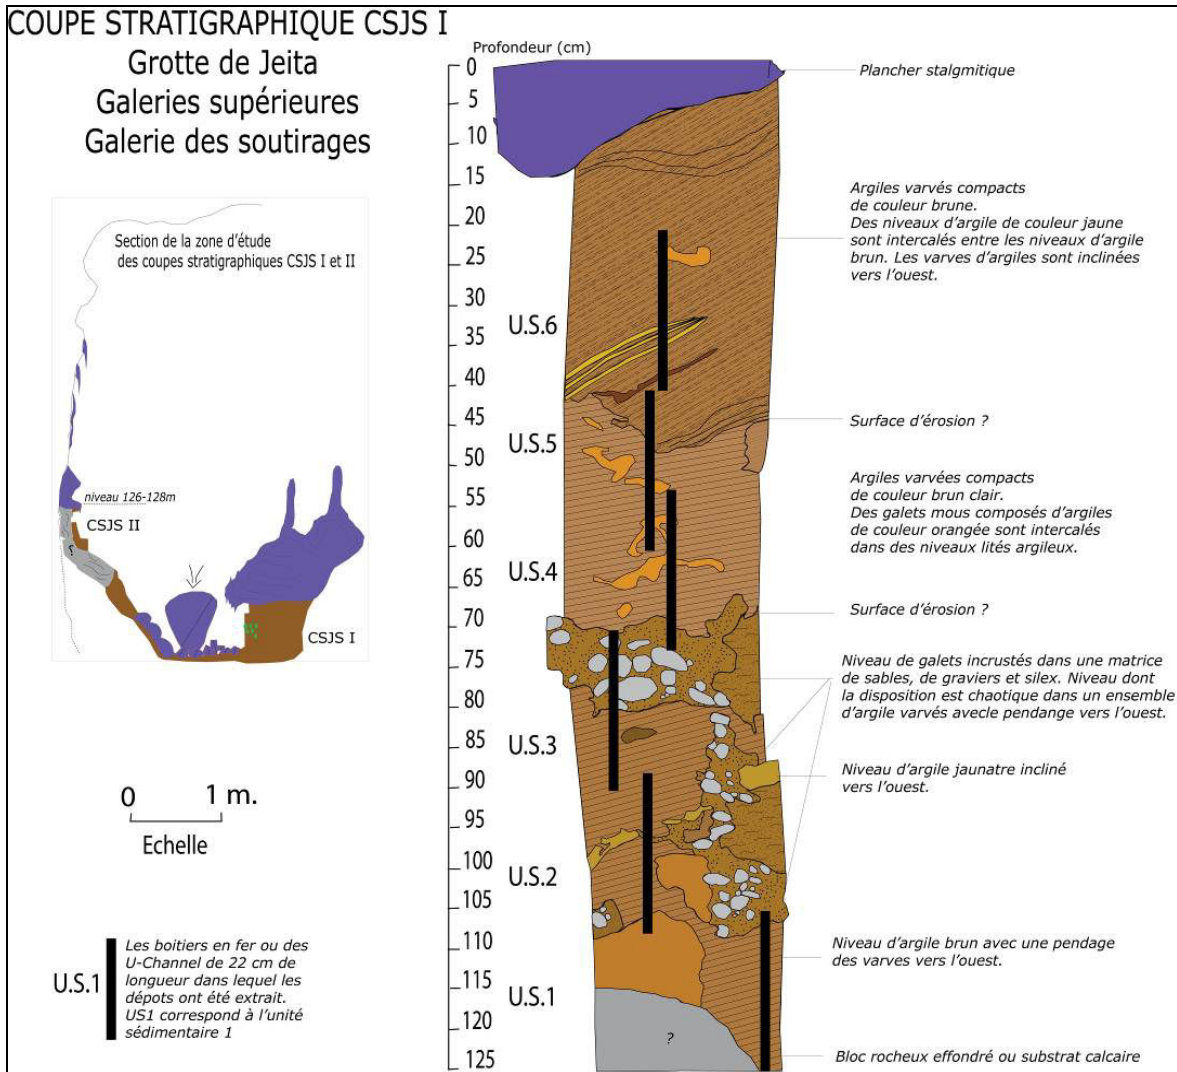 COUPE STRATIGRAPHIQUE CSJS I
Grotte de Jeita
Galeries supérieures
Galerie des soutirages
Section de la zone d'étude
des coupes stratigraphiques CSJS I et II
niveau 126-128m
CSJS II
?
CSJS I
0 1 m.
Echelle
U.S.1
Les boitiers en fer ou des
U-Channel de 22 cm de
longueur dans lequel les
dépots ont été extrait.
US1 correspond à l'unité
sédimentaire 1
Profondeur (cm)
0
5
10
15
20
25
30
35
40
45
50
55
60
65
70
75
80
85
90
95
100
105
110
115
120
125
U.S.6
U.S.5
U.S.4
U.S.3
U.S.2
U.S.1
?
Plancher stalgmitique
Argiles varvés compacts
de couleur brune.
Des niveaux d'argile de couleur jaune
sont intercalés entre les niveaux d'argile
brun. Les varves d'argiles sont inclinées
vers l'ouest.
Surface d'érosion ?
Argiles varvées compacts
de couleur brun clair.
Des galets mous composés d'argiles
de couleur orangée sont intercalés
dans des niveaux lités argileux.
Surface d'érosion ?
Niveau de galets incrustés dans une matrice
de sables, de graviers et silex. Niveau dont
la disposition est chaotique dans un ensemble
d'argile varvés avecle pendange vers l'ouest.
Niveau d'argile jaunatre incliné
vers l'ouest.
Niveau d'argile brun avec une pendage
des varves vers l'ouest.
Bloc rocheux effondré ou substrat calcaire